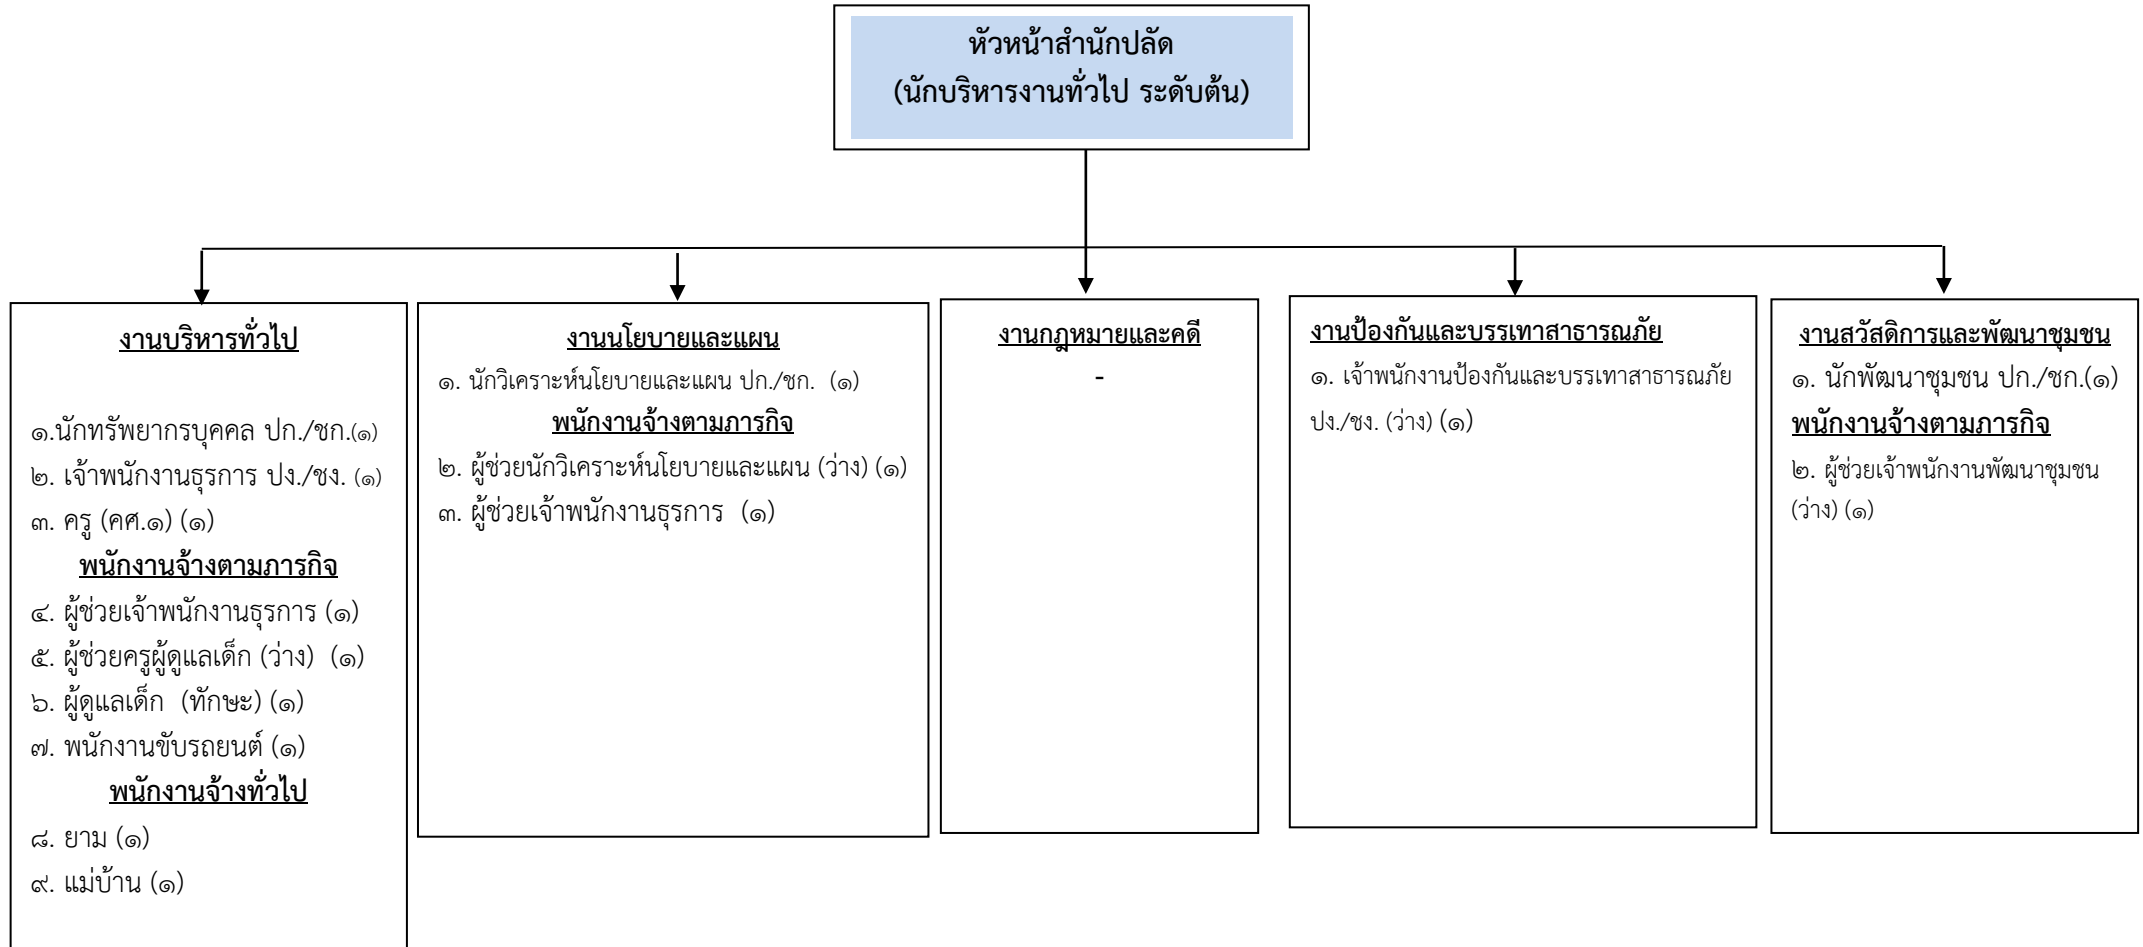 หัวหน้าสำนักปลัด
(นักบริหารงานทั่วไป ระดับต้น)
งานบริหารทั่วไป
๑.นักทรัพยากรบุคคล ปก./ชก.(๑)
๒. เจ้าพนักงานธุรการ ปง./ชง. (๑)
๓. ครู (คศ.๑) (๑)
พนักงานจ้างตามภารกิจ
๔. ผู้ช่วยเจ้าพนักงานธุรการ (๑)
๕. ผู้ช่วยครูผู้ดูแลเด็ก (ว่าง) (๑)
๖. ผู้ดูแลเด็ก (ทักษะ) (๑)
๗. พนักงานขับรถยนต์ (๑)
พนักงานจ้างทั่วไป
๘. ยาม (๑)
๙. แม่บ้าน (๑)
งานนโยบายและแผน
๑. นักวิเคราะห์นโยบายและแผน ปก./ชก. (๑)
พนักงานจ้างตามภารกิจ
๒. ผู้ช่วยนักวิเคราะห์นโยบายและแผน (ว่าง) (๑)
๓. ผู้ช่วยเจ้าพนักงานธุรการ (๑)
งานกฎหมายและคดี
-
งานป้องกันและบรรเทาสาธารณภัย
๑. เจ้าพนักงานป้องกันและบรรเทาสาธารณภัย
ปง./ชง. (ว่าง) (๑)
งานสวัสดิการและพัฒนาชุมชน
๑. นักพัฒนาชุมชน ปก./ชก.(๑)
พนักงานจ้างตามภารกิจ
๒. ผู้ช่วยเจ้าพนักงานพัฒนาชุมชน
(ว่าง) (๑)